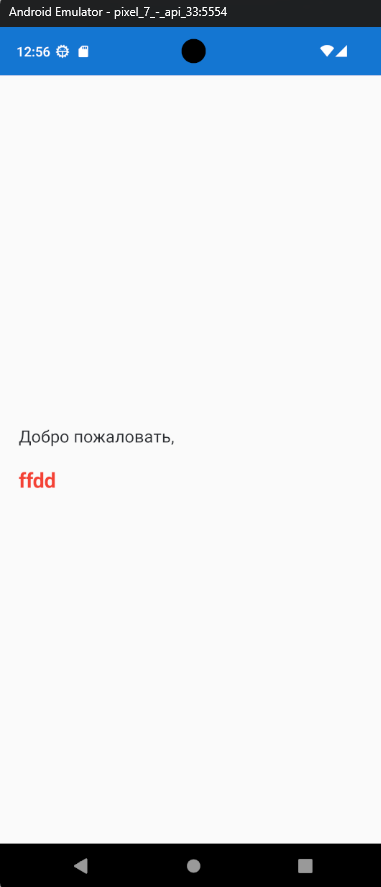 Android Emulator - pixel_7_-_api_33:5554
12:56
Добро пожаловать,
ffdd